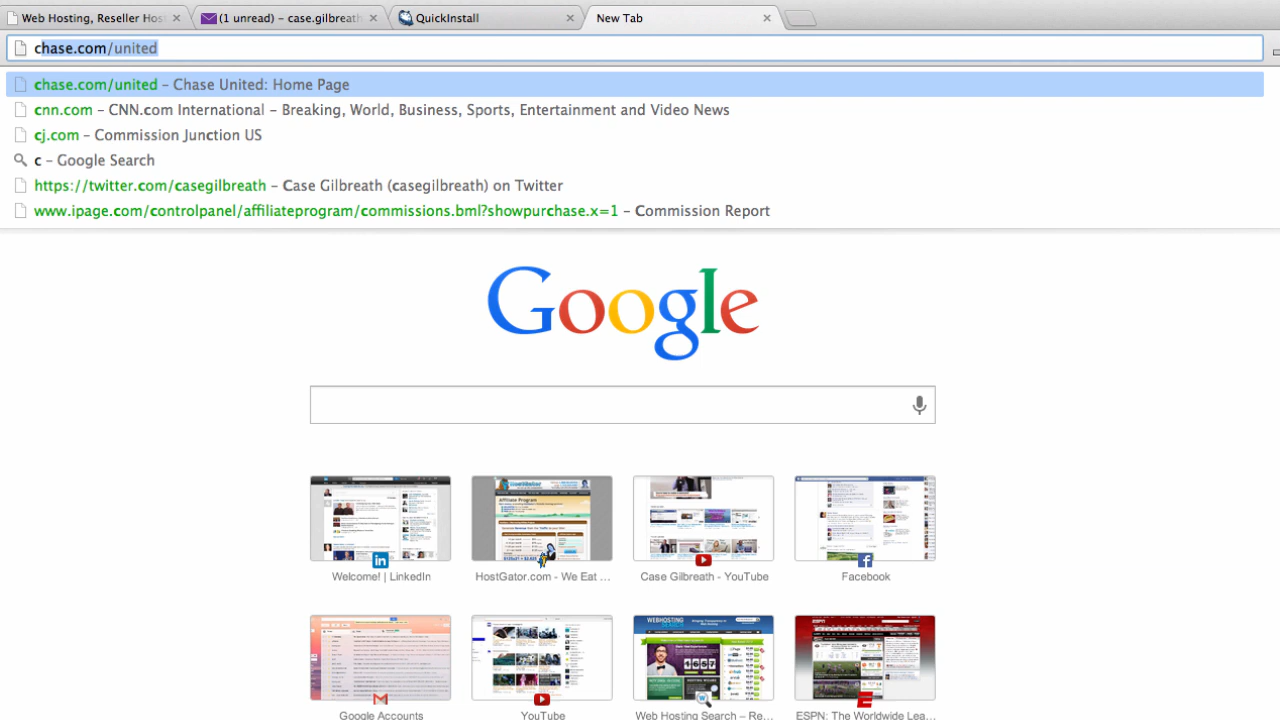 Web Hosting, Reseller Hos
(1 unread) – case.gilbreath
QuickInstall
New Tab
chase.com/united
chase.com/united – Chase United: Home Page
cnn.com – CNN.com International – Breaking, World, Business, Sports, Entertainment and Video News
cj.com – Commission Junction US
c – Google Search
https://twitter.com/casegilbreath – Case Gilbreath (casegilbreath) on Twitter
www.ipage.com/controlpanel/affiliateprogram/commissions.bml?showpurchase.x=1 – Commission Report
Google
Welcome! | LinkedIn
HostGator.com - We Eat ...
Case Gilbreath - YouTube
Facebook
Google Accounts
YouTube
Web Hosting Search – Re...
ESPN: The Worldwide Lea...